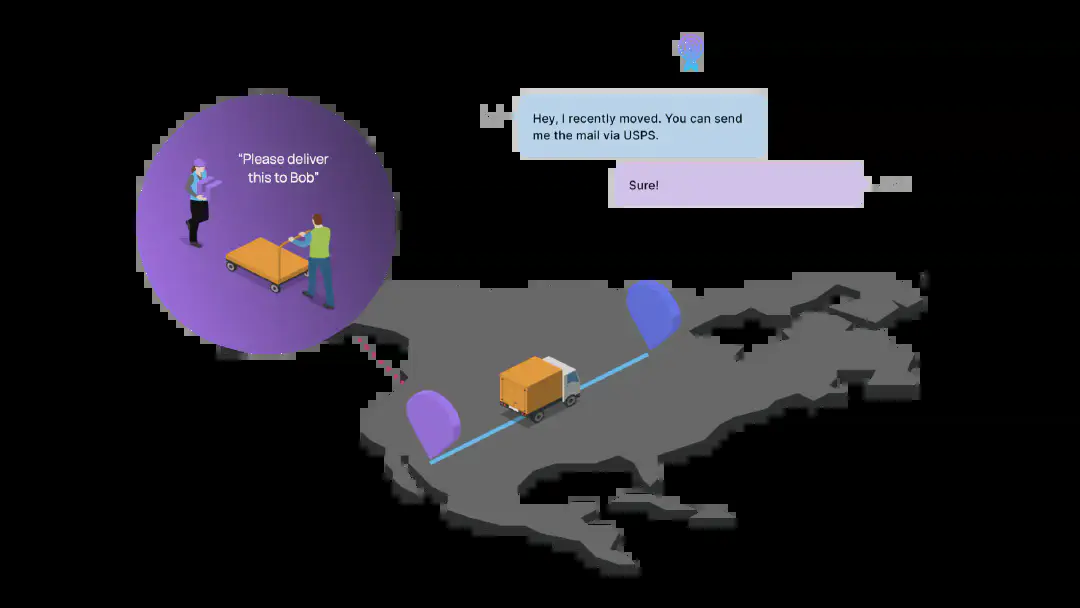 Hey, I recently moved. You can send
me the mail via USPS.
Sure!
"Please deliver
this to Bob"